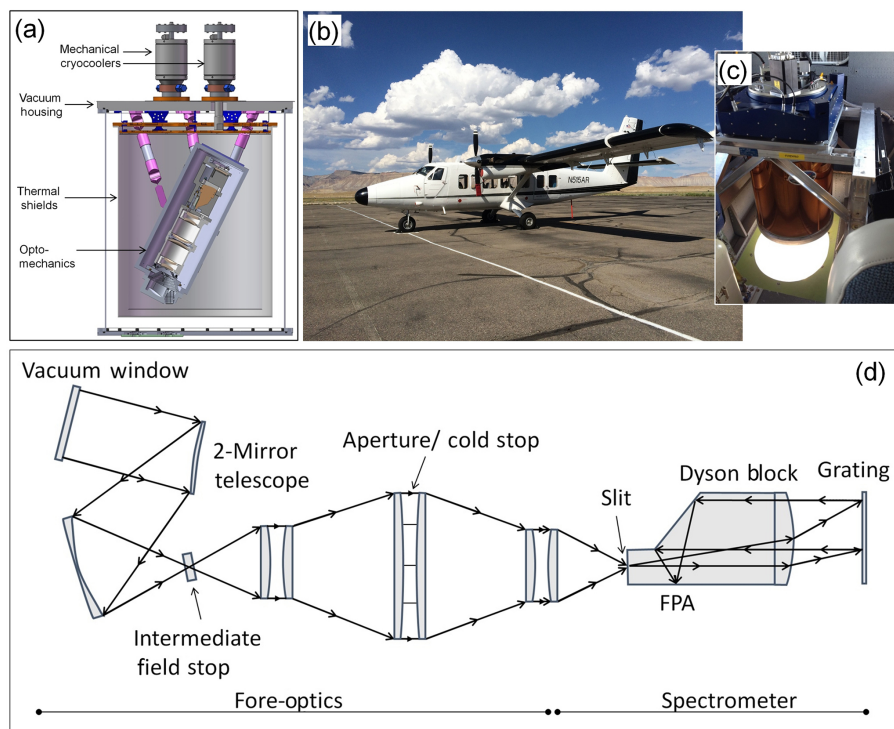 (a)
Mechanical
cryocoolers
Vacuum
housing
Thermal
shields
Opto-
mechanics
(b)
N515AR
(c)
(d)
Vacuum window
2-Mirror
telescope
Intermediate
field stop
Aperture/ cold stop
Slit
Dyson block
Grating
FPA
Fore-optics
Spectrometer